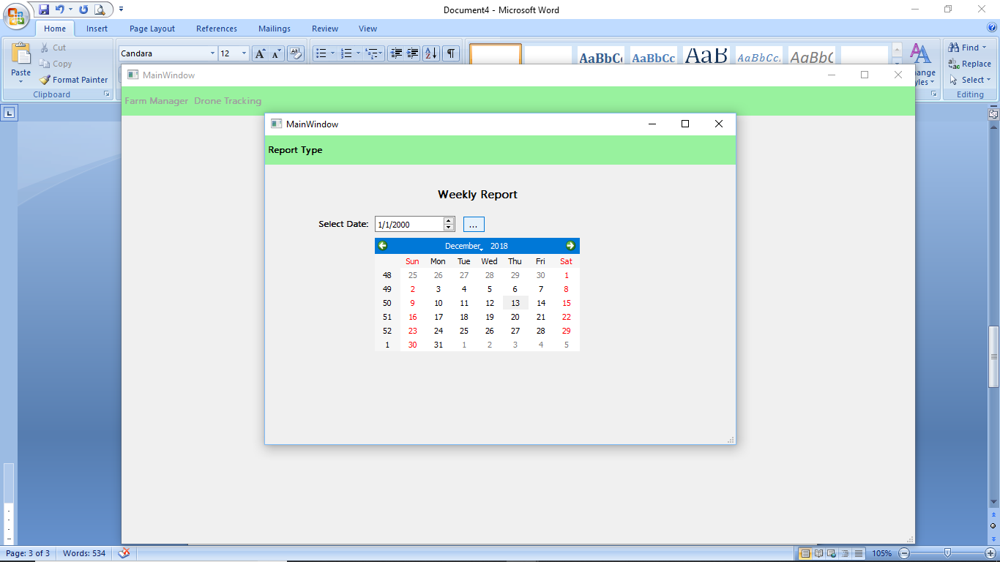 Document4 - Microsoft Word
Home Insert Page Layout References Mailings Review View
Cut
Copy
Format Painter
Paste
Clipboard
Candara 12
AaBbCc AaB AaBbCc
Find
Replace
Select
Editing
MainWindow
Farm Manager Drone Tracking
MainWindow
Report Type
Weekly Report
Select Date: 1/1/2000 ...
December 2018
Sun Mon Tue Wed Thu Fri Sat
48 25 26 27 28 29 30 1
49 2 3 4 5 6 7 8
50 9 10 11 12 13 14 15
51 16 17 18 19 20 21 22
52 23 24 25 26 27 28 29
1 30 31 1 2 3 4 5
Page: 3 of 3 Words: 534 105%